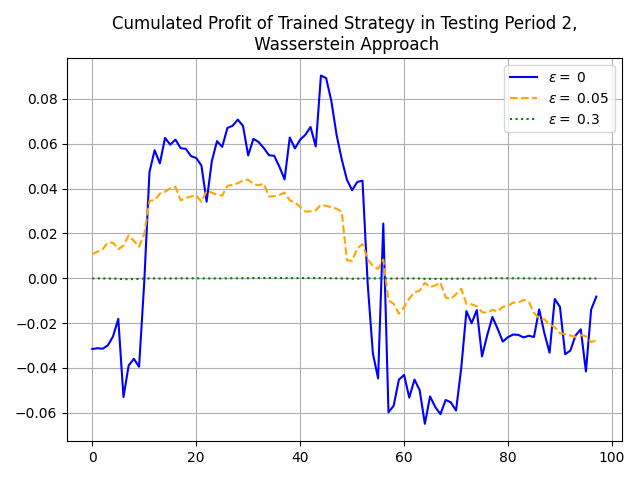 Cumulated Profit of Trained Strategy in Testing Period 2,
Wasserstein Approach
ε = 0
ε = 0.05
ε = 0.3
0.08
0.06
0.04
0.02
0.00
−0.02
−0.04
−0.06
0 20 40 60 80 100